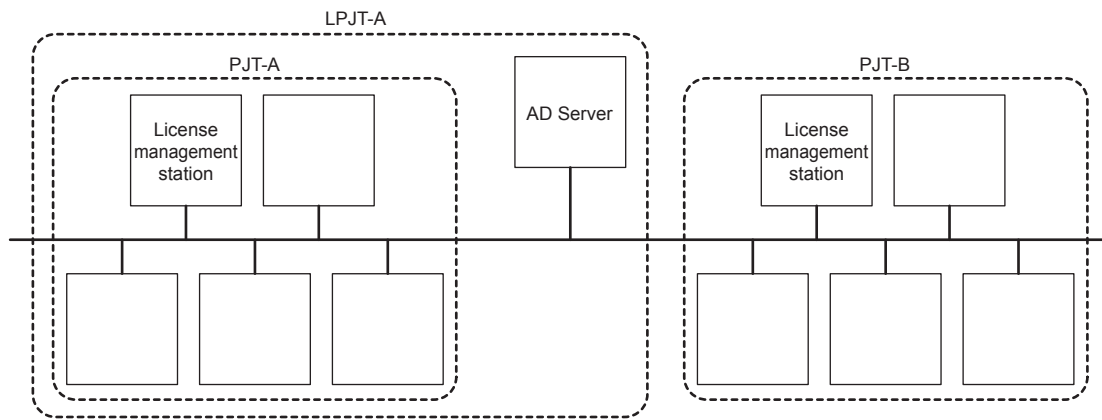 LPJT-A
PJT-A
PJT-B
License
management
station
AD Server
License
management
station